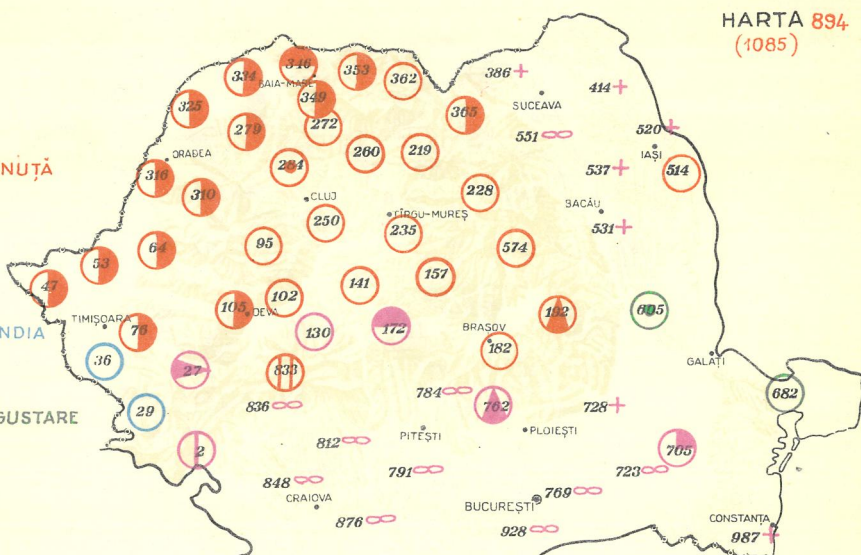 HARTA 894
(1085)
346
334
353
362
386
BAIA-MARE
414
349
325
SUCEAVA
365
272
279
551
520
ORADEA
260
219
IAȘI
NUȚĂ
284
537
514
316
310
228
CLUJ
BACĂU
TÎRGU-MUREȘ
250
235
531
95
574
64
53
157
47
141
102
105
DEVA
192
605
TIMIȘOARA
76
130
172
BRAȘOV
NDIA
182
36
GALAȚI
27
833
784
682
29
836
762
728
GUSTARE
PITEȘTI
PLOIEȘTI
812
2
705
791
723
848
769
CRAIOVA
BUCUREȘTI
876
928
CONSTANȚA
987